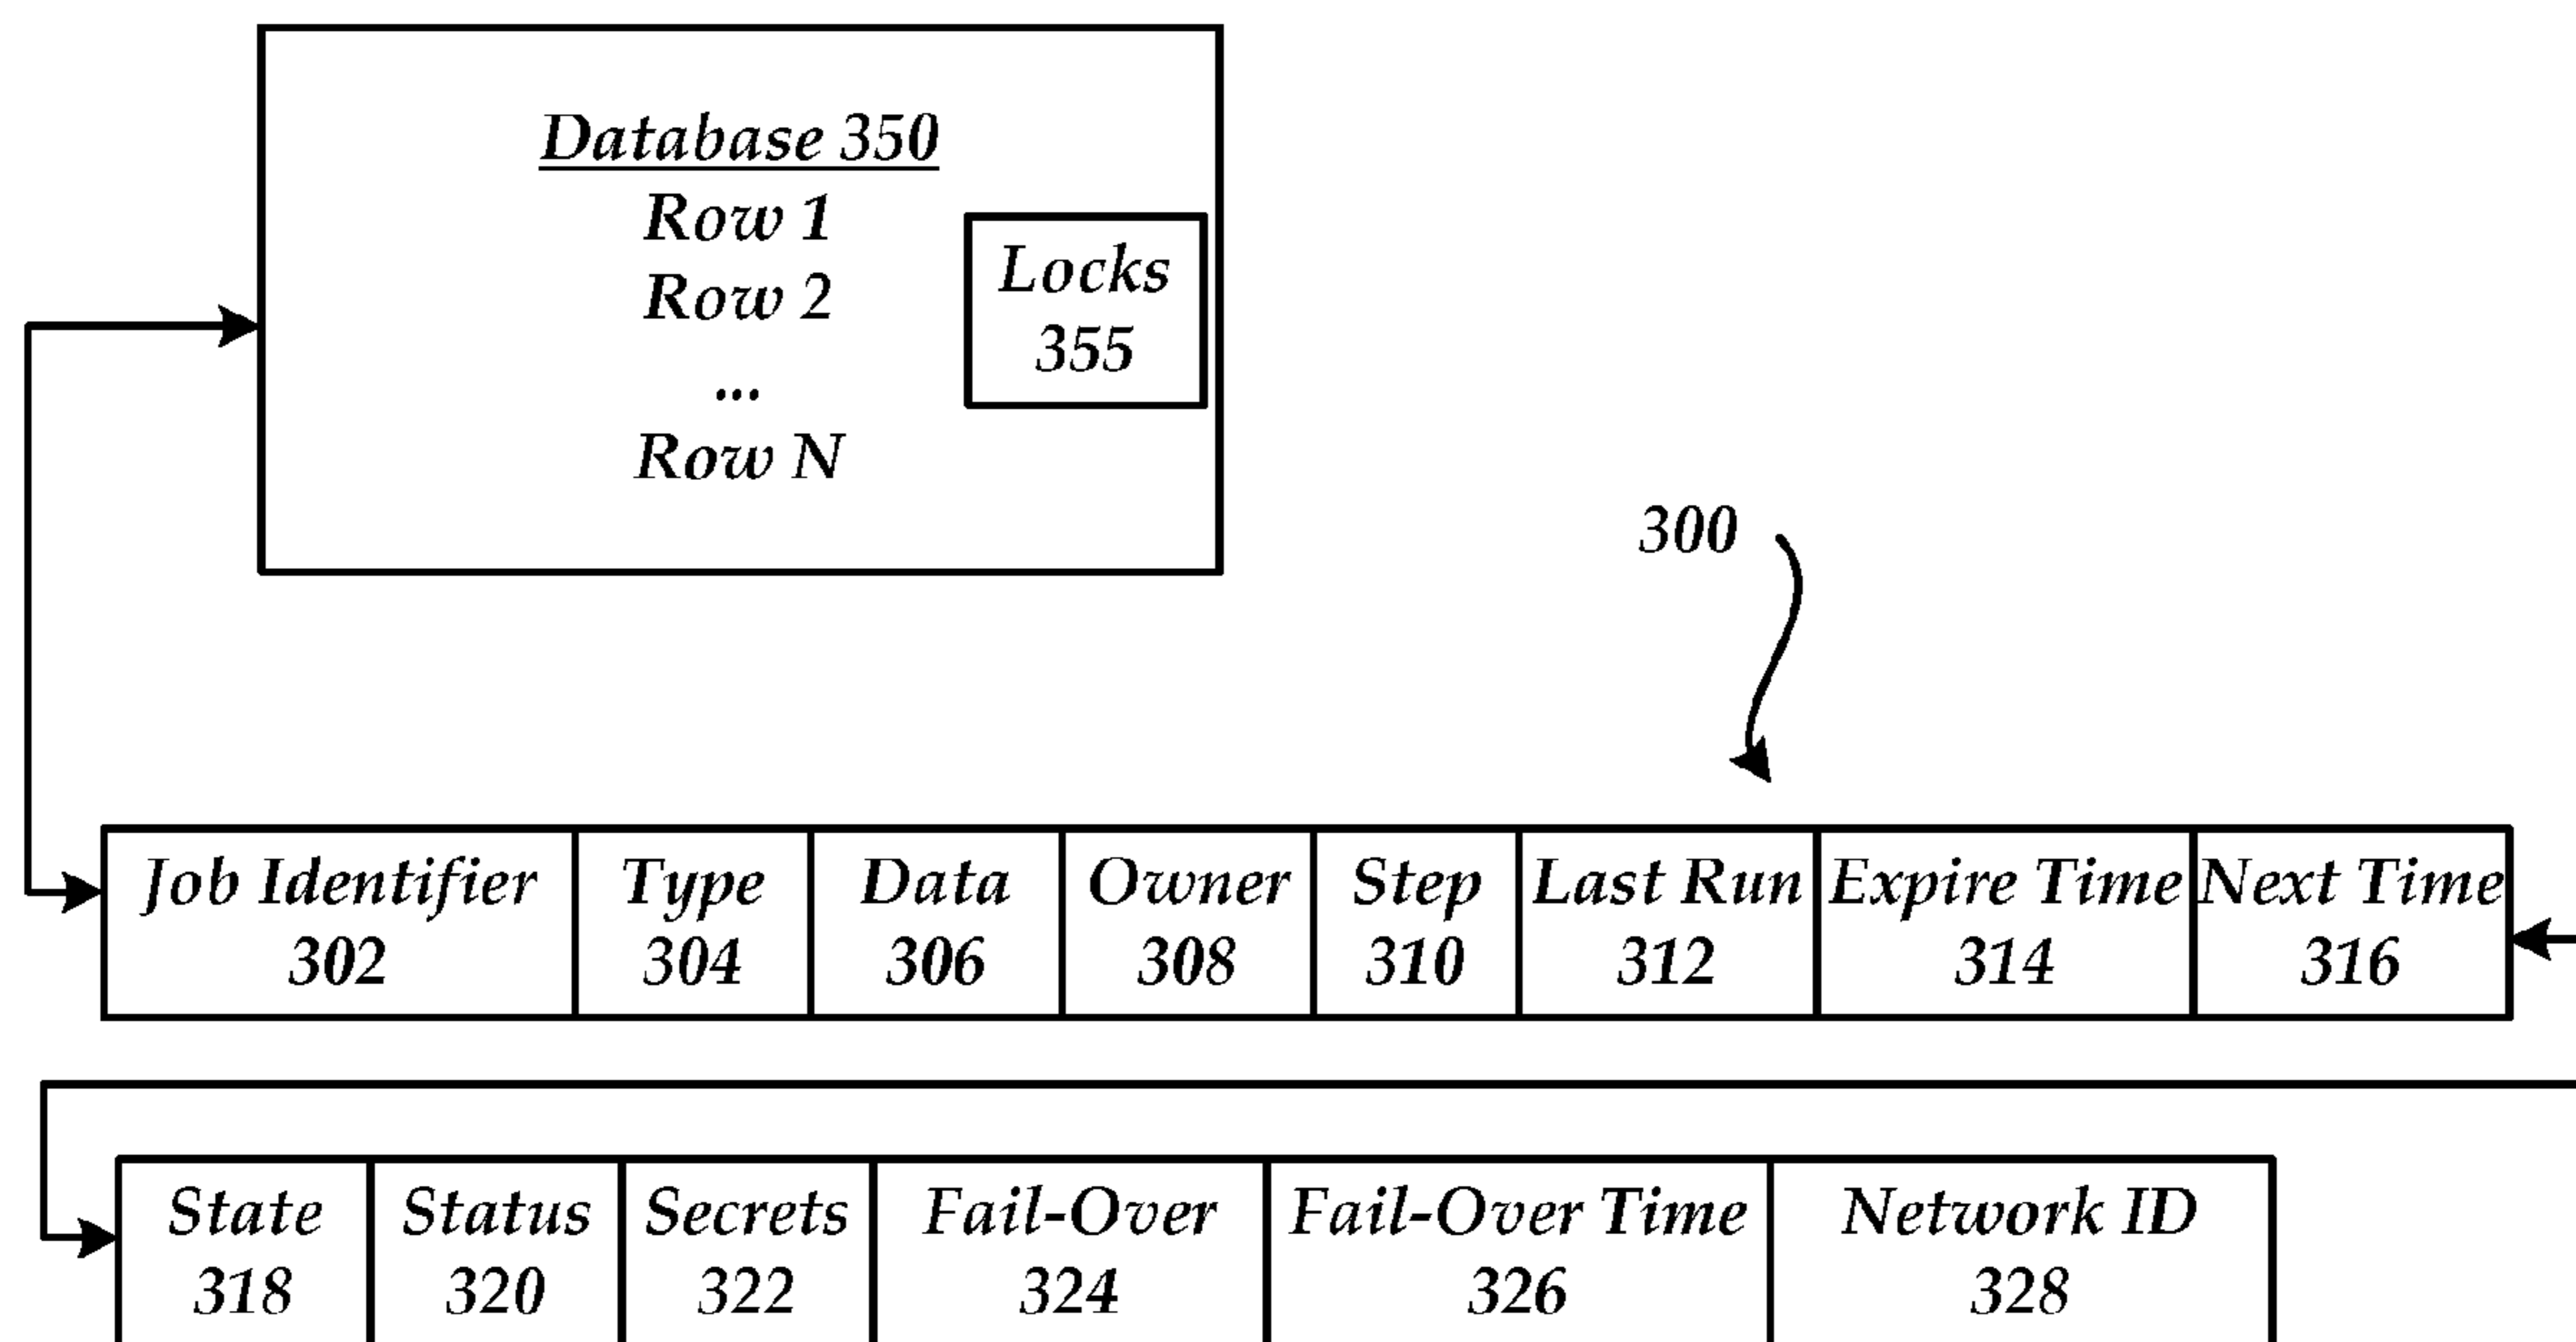 Database 350
Row 1
Row 2
...
Row N
Locks
355
300
Job Identifier
302
Type
304
Data
306
Owner
308
Step
310
Last Run
312
Expire Time
314
Next Time
316
State
318
Status
320
Secrets
322
Fail-Over
324
Fail-Over Time
326
Network ID
328